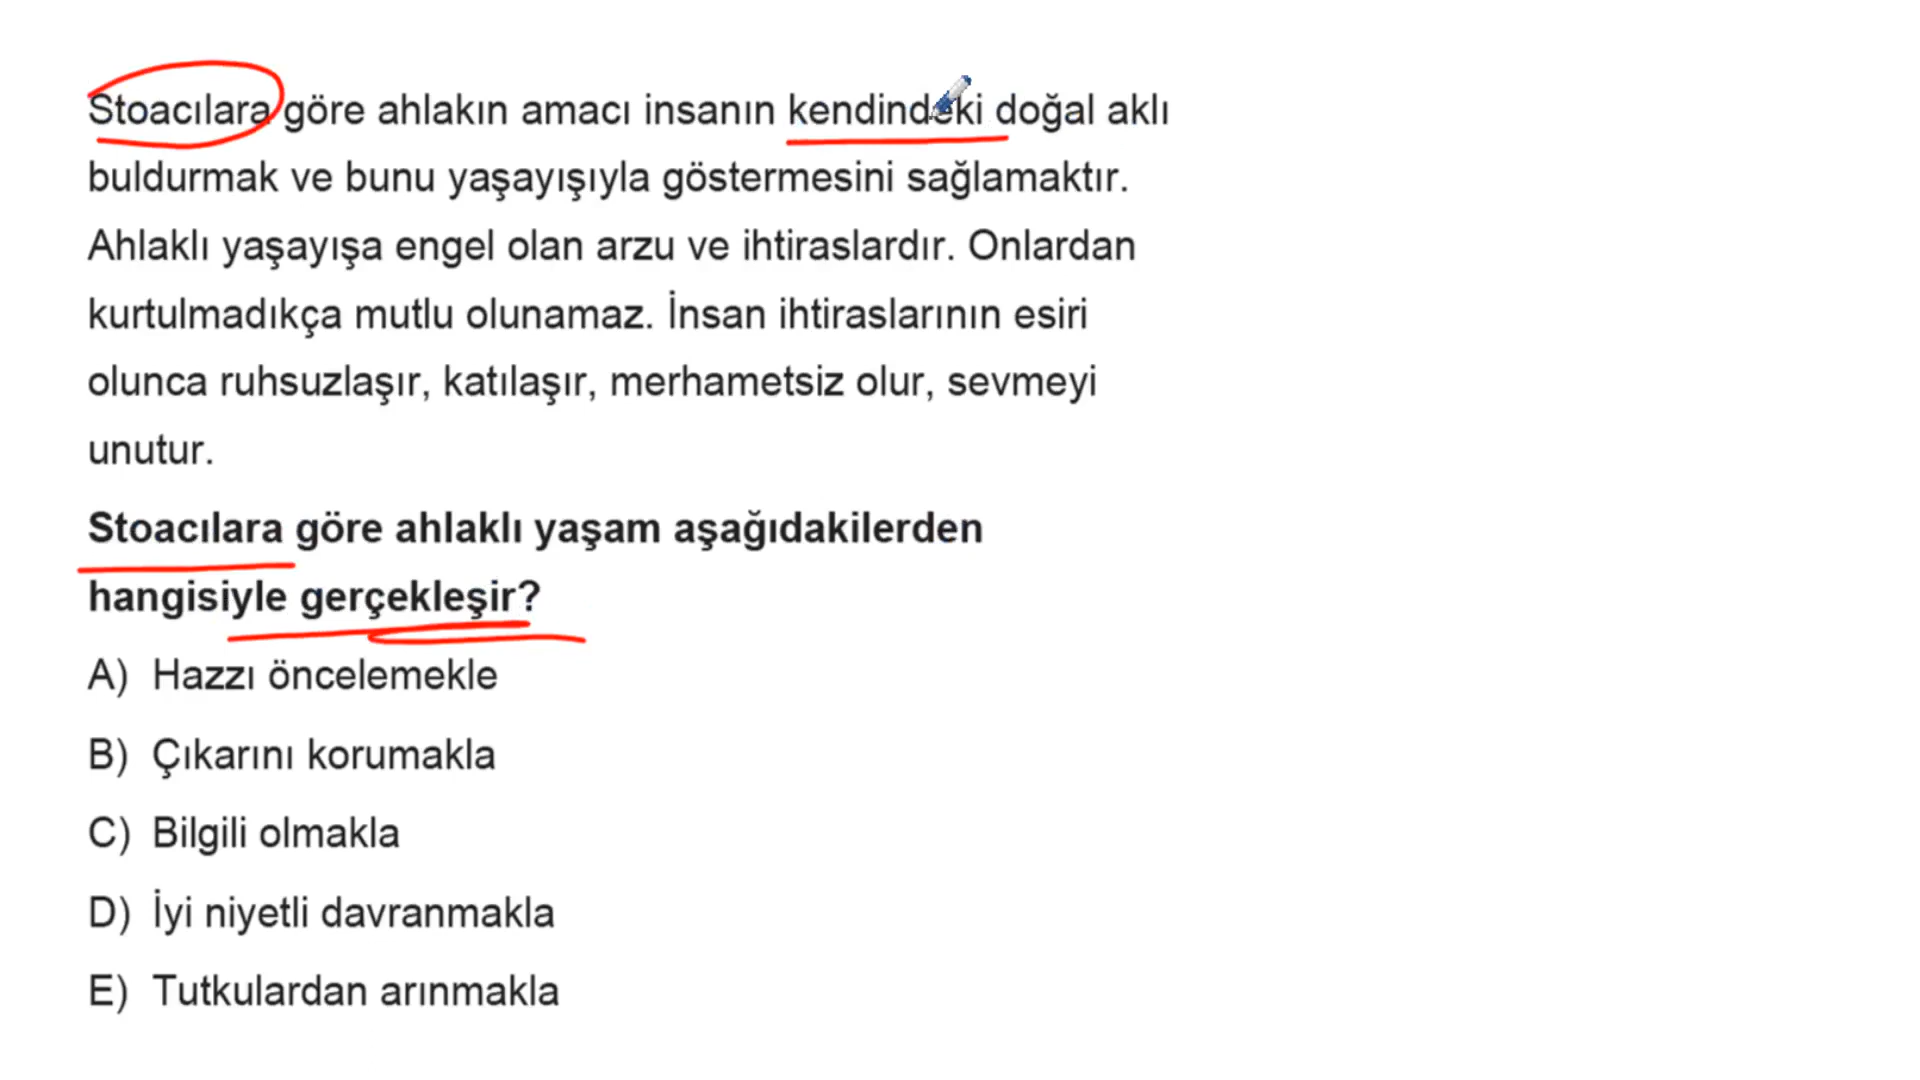 Stoacılara göre ahlakın amacı insanın kendindeki doğal aklı
buldurmak ve bunu yaşayışıyla göstermesini sağlamaktır.
Ahlaklı yaşayışa engel olan arzu ve ihtiraslardır. Onlardan
kurtulmadıkça mutlu olunamaz. İnsan ihtiraslarının esiri
olunca ruhsuzlaşır, katılaşır, merhametsiz olur, sevmeyi
unutur.
Stoacılara göre ahlaklı yaşam aşağıdakilerden
hangisiyle gerçekleşir?
A) Hazzı öncelemekle
B) Çıkarını korumakla
C) Bilgili olmakla
D) İyi niyetli davranmakla
E) Tutkulardan arınmakla